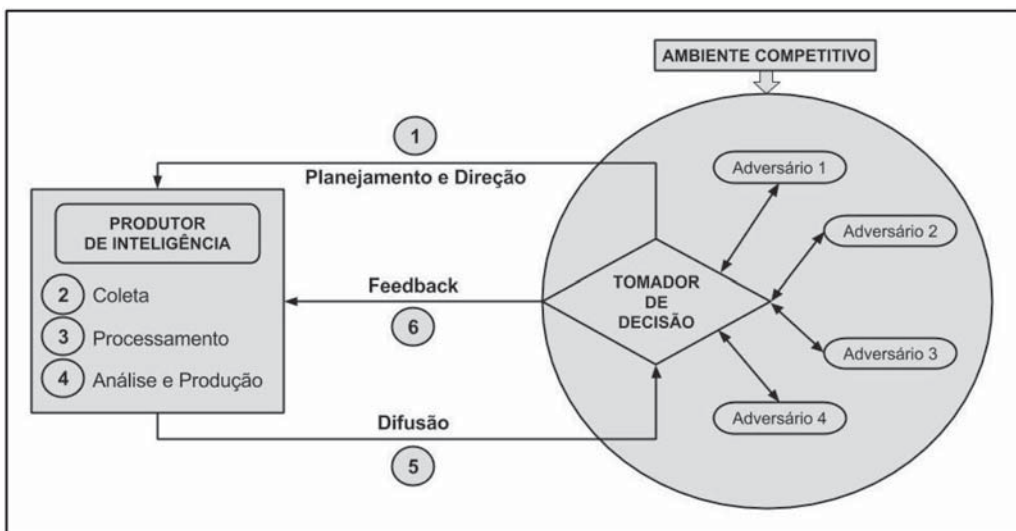 AMBIENTE COMPETITIVO
1
Planejamento e Direção
Adversário 1
PRODUTOR
DE INTELIGÊNCIA
Adversário 2
2 Coleta
Feedback
6
TOMADOR
DE
DECISÃO
3 Processamento
Adversário 3
4 Análise e Produção
Adversário 4
Difusão
5